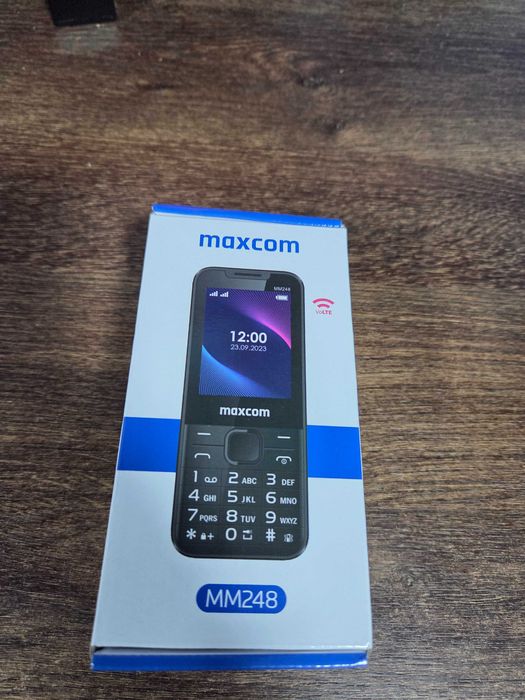 maxcom
MM248
VoLTE
12:00
23.09.2023
maxcom
1 2 ABC 3 DEF
4 GHI 5 JKL 6 MNO
7 PQRS 8 TUV 9 WXYZ
* + 0 #
MM248